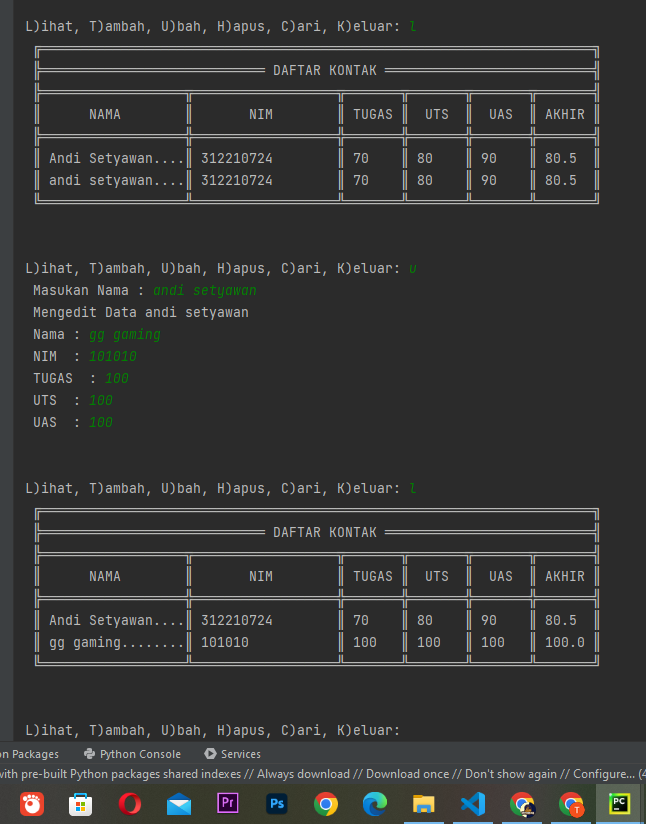 L)ihat, T)ambah, U)bah, H)apus, C)ari, K)eluar: l
DAFTAR KONTAK
NAMA NIM TUGAS UTS UAS AKHIR
Andi Setyawan.... 312210724 70 80 90 80.5
andi setyawan.... 312210724 70 80 90 80.5
L)ihat, T)ambah, U)bah, H)apus, C)ari, K)eluar: u
Masukan Nama : andi setyawan
Mengedit Data andi setyawan
Nama : gg gaming
NIM  : 101010
TUGAS  : 100
UTS  : 100
UAS  : 100
L)ihat, T)ambah, U)bah, H)apus, C)ari, K)eluar: l
DAFTAR KONTAK
NAMA NIM TUGAS UTS UAS AKHIR
Andi Setyawan.... 312210724 70 80 90 80.5
gg gaming........ 101010 100 100 100 100.0
L)ihat, T)ambah, U)bah, H)apus, C)ari, K)eluar:
on Packages Python Console Services
with pre-built Python packages shared indexes // Always download // Download once // Don't show again // Configure... (4
Pr Ps T PC